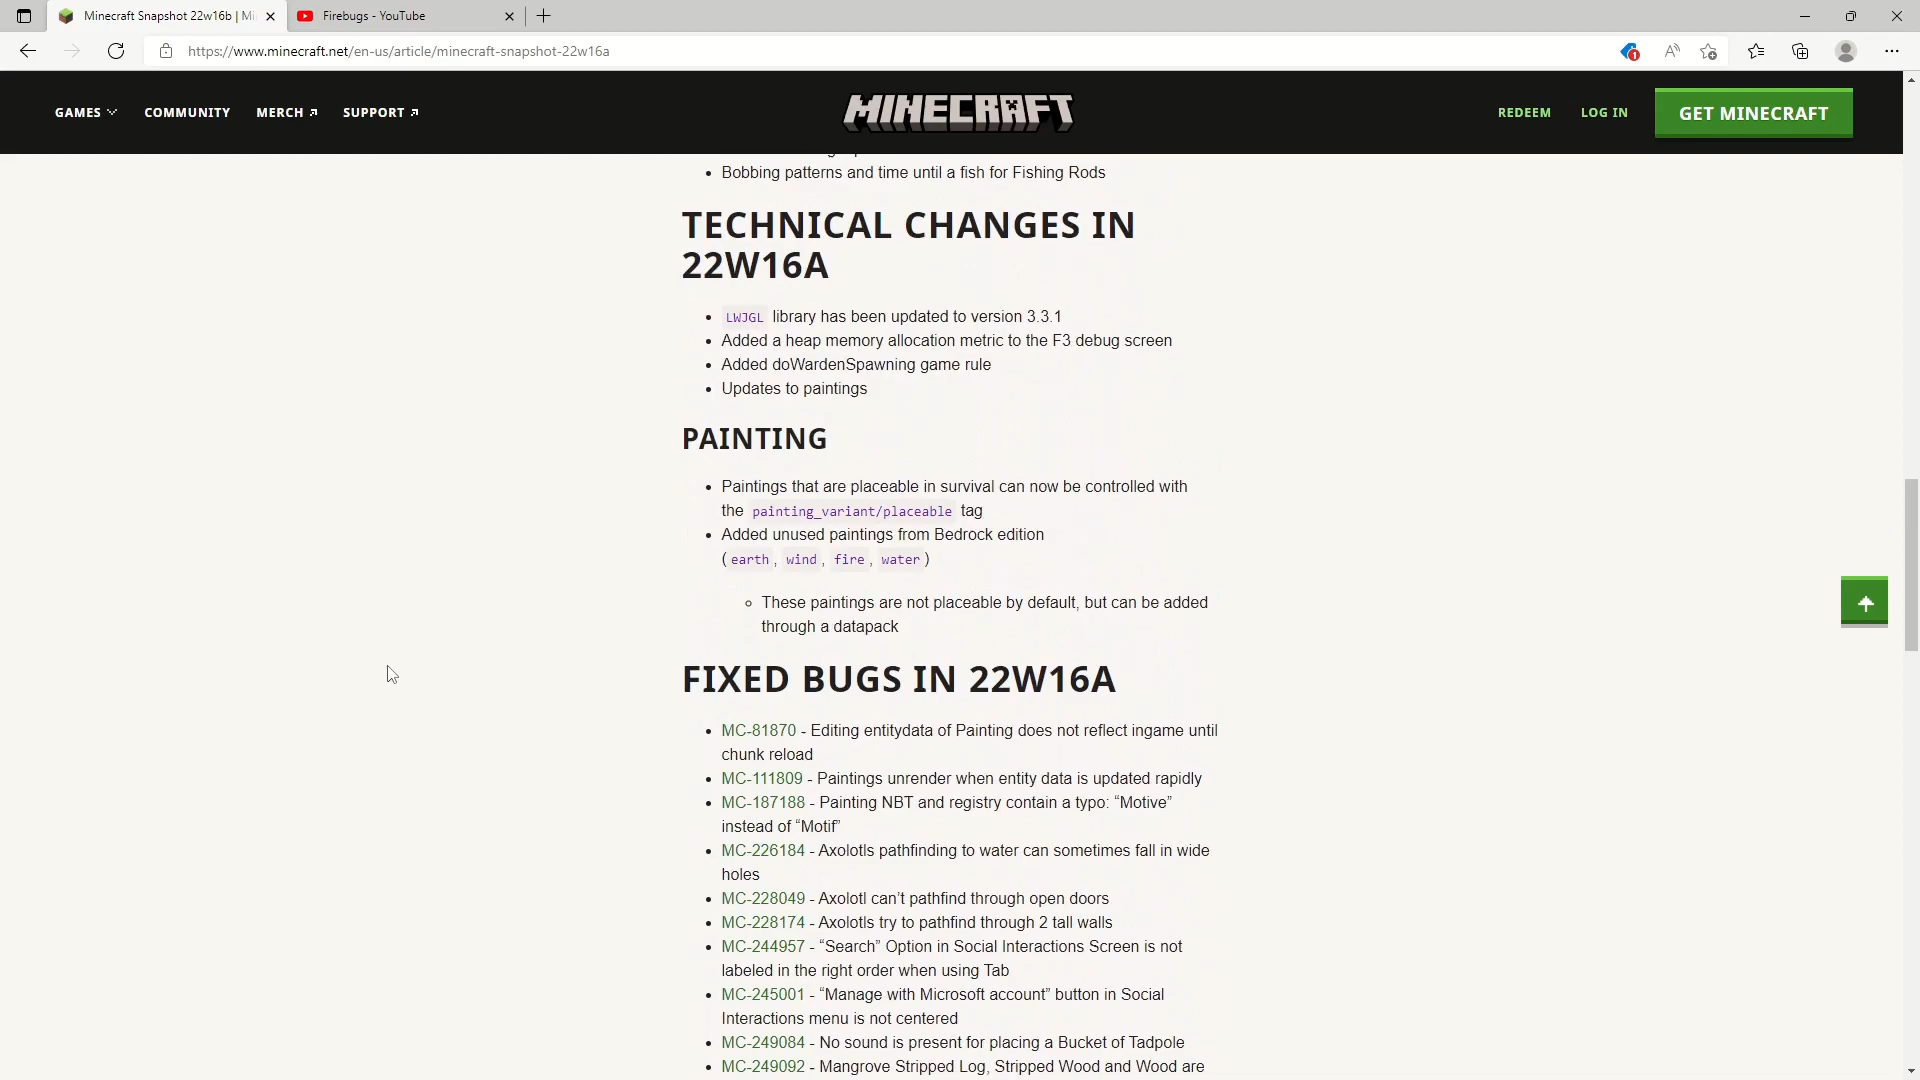 Minecraft Snapshot 22w16b | Mi
Firebugs - YouTube
https://www.minecraft.net/en-us/article/minecraft-snapshot-22w16a
1
GAMES
COMMUNITY
MERCH
SUPPORT
MINECRAFT
REDEEM
LOG IN
GET MINECRAFT
• Bobbing patterns and time until a fish for Fishing Rods
TECHNICAL CHANGES IN
22W16A
• LWJGL library has been updated to version 3.3.1
• Added a heap memory allocation metric to the F3 debug screen
• Added doWardenSpawning game rule
• Updates to paintings
PAINTING
• Paintings that are placeable in survival can now be controlled with
the painting_variant/placeable tag
• Added unused paintings from Bedrock edition
(earth, wind, fire, water)
◦ These paintings are not placeable by default, but can be added
through a datapack
FIXED BUGS IN 22W16A
• MC-81870 - Editing entitydata of Painting does not reflect ingame until
chunk reload
• MC-111809 - Paintings unrender when entity data is updated rapidly
• MC-187188 - Painting NBT and registry contain a typo: “Motive”
instead of “Motif”
• MC-226184 - Axolotls pathfinding to water can sometimes fall in wide
holes
• MC-228049 - Axolotl can’t pathfind through open doors
• MC-228174 - Axolotls try to pathfind through 2 tall walls
• MC-244957 - “Search” Option in Social Interactions Screen is not
labeled in the right order when using Tab
• MC-245001 - “Manage with Microsoft account” button in Social
Interactions menu is not centered
• MC-249084 - No sound is present for placing a Bucket of Tadpole
• MC-249092 - Mangrove Stripped Log, Stripped Wood and Wood are